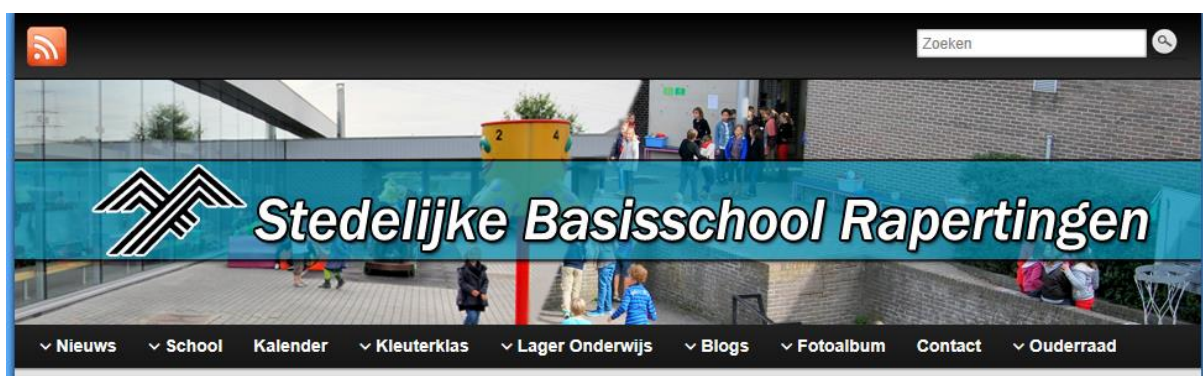 Zoeken
2 4
Stedelijke Basisschool Rapertingen
Nieuws School Kalender Kleuterklas Lager Onderwijs Blogs Fotoalbum Contact Ouderraad